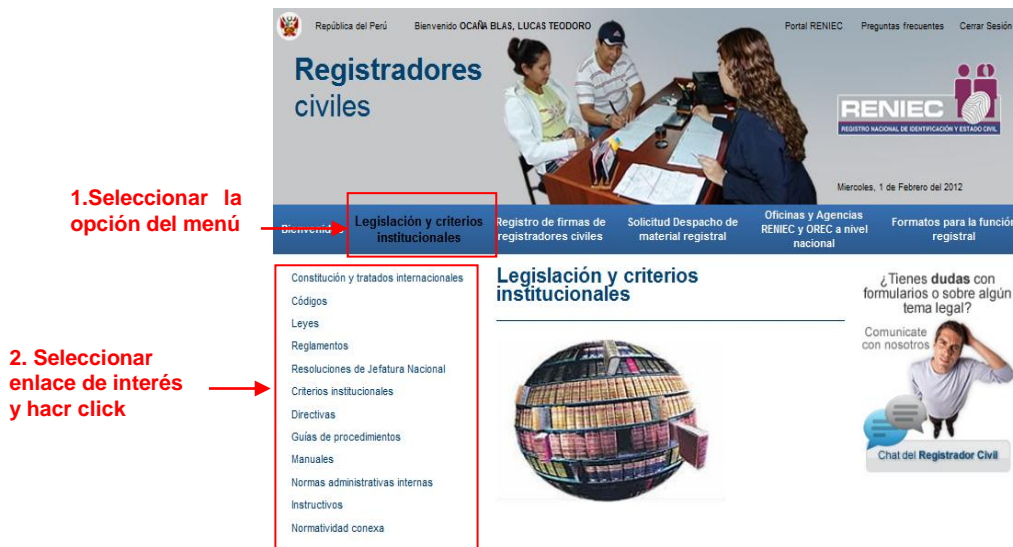 República del Perú
Bienvenido OCAÑA BLAS, LUCAS TEODORO
Portal RENIEC
Preguntas frecuentes
Cerrar Sesión
Registradores
civiles
RENIEC
REGISTRO NACIONAL DE IDENTIFICACIÓN Y ESTADO CIVIL
Miercoles, 1 de Febrero del 2012
1.Seleccionar la
opción del menú
Bienvenidos
Legislación y criterios
institucionales
Registro de firmas de
registradores civiles
Solicitud Despacho de
material registral
Oficinas y Agencias
RENIEC y OREC a nivel
nacional
Formatos para la función
registral
2. Seleccionar
enlace de interés
y hacr click
Constitución y tratados internacionales
Códigos
Leyes
Reglamentos
Resoluciones de Jefatura Nacional
Criterios institucionales
Directivas
Guías de procedimientos
Manuales
Normas administrativas internas
Instructivos
Normatividad conexa
Legislación y criterios
institucionales
¿Tienes dudas con
formularios o sobre algún
tema legal?
Comunicate
con nosotros
Chat del Registrador Civil